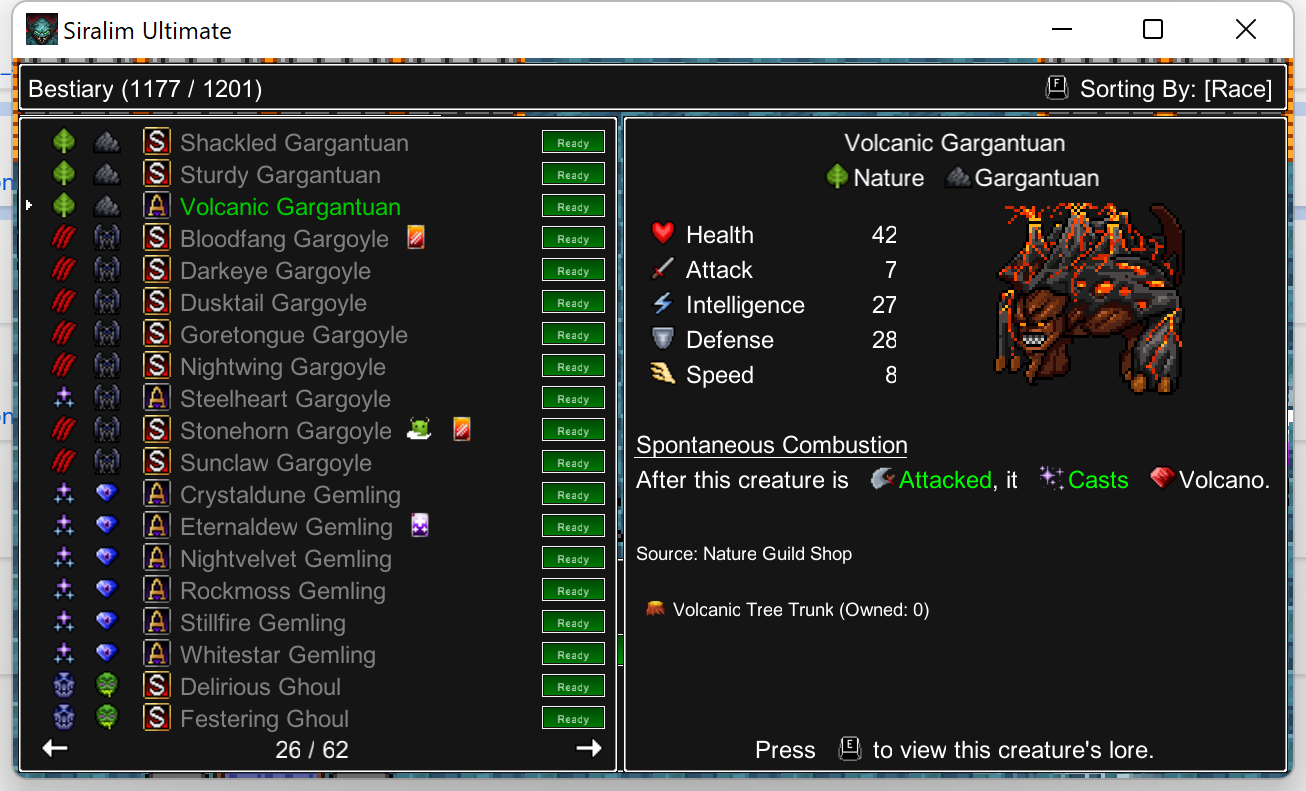 Siralim Ultimate
Bestiary (1177 / 1201)
F Sorting By: [Race]
S Shackled Gargantuan Ready
S Sturdy Gargantuan Ready
A Volcanic Gargantuan Ready
S Bloodfang Gargoyle Ready
S Darkeye Gargoyle Ready
S Dusktail Gargoyle Ready
S Goretongue Gargoyle Ready
S Nightwing Gargoyle Ready
A Steelheart Gargoyle Ready
S Stonehorn Gargoyle Ready
S Sunclaw Gargoyle Ready
A Crystaldune Gemling Ready
A Eternaldew Gemling Ready
A Nightvelvet Gemling Ready
A Rockmoss Gemling Ready
A Stillfire Gemling Ready
A Whitestar Gemling Ready
S Delirious Ghoul Ready
S Festering Ghoul Ready
26 / 62
Volcanic Gargantuan
Nature Gargantuan
Health 42
Attack 7
Intelligence 27
Defense 28
Speed 8
Spontaneous Combustion
After this creature is Attacked, it Casts Volcano.
Source: Nature Guild Shop
Volcanic Tree Trunk (Owned: 0)
Press E to view this creature's lore.